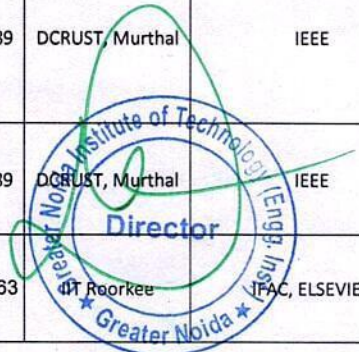 39 DCRUST, Murthal IEEE
39 DCRUST, Murthal IEEE
63 IIT Roorkee IFAC, ELSEVIE
Greater Noida Institute of Technology (Engg. Inst.)
Director
★ Greater Noida ★